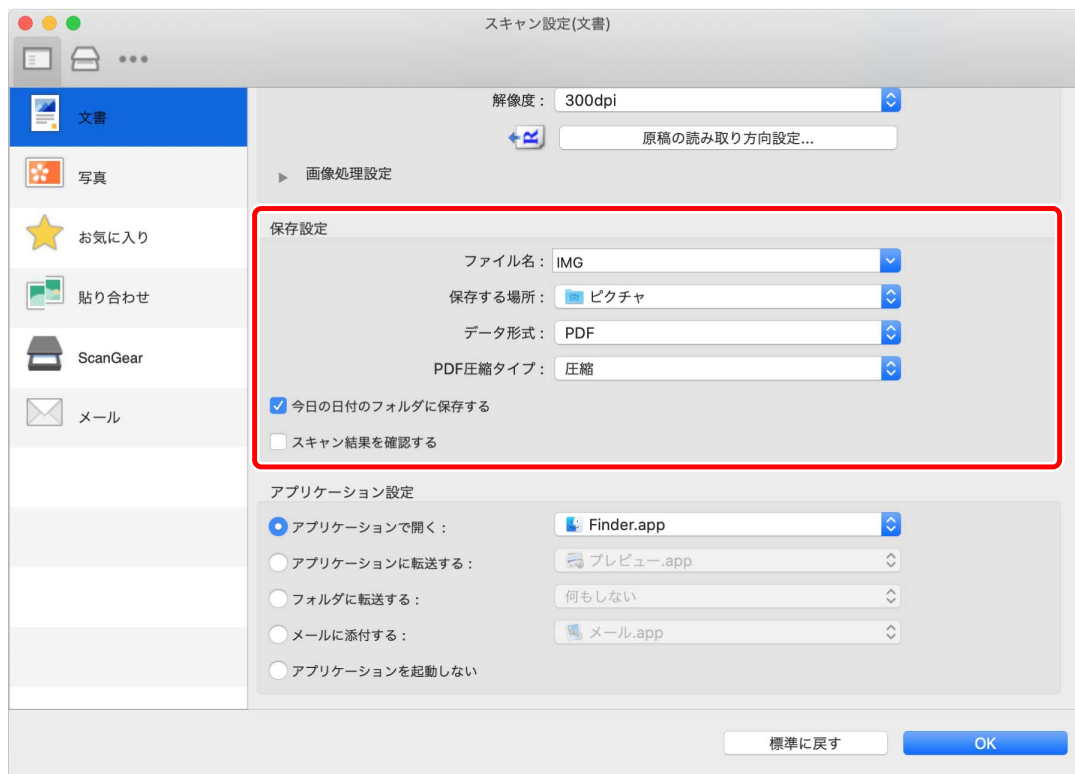 スキャン設定(文書)
文書
写真
お気に入り
貼り合わせ
ScanGear
メール
解像度： 300dpi
原稿の読み取り方向設定...
画像処理設定
保存設定
ファイル名： IMG
保存する場所： ピクチャ
データ形式： PDF
PDF圧縮タイプ： 圧縮
今日の日付のフォルダに保存する
スキャン結果を確認する
アプリケーション設定
アプリケーションで開く： Finder.app
アプリケーションに転送する： プレビュー.app
フォルダに転送する： 何もしない
メールに添付する： メール.app
アプリケーションを起動しない
標準に戻す OK